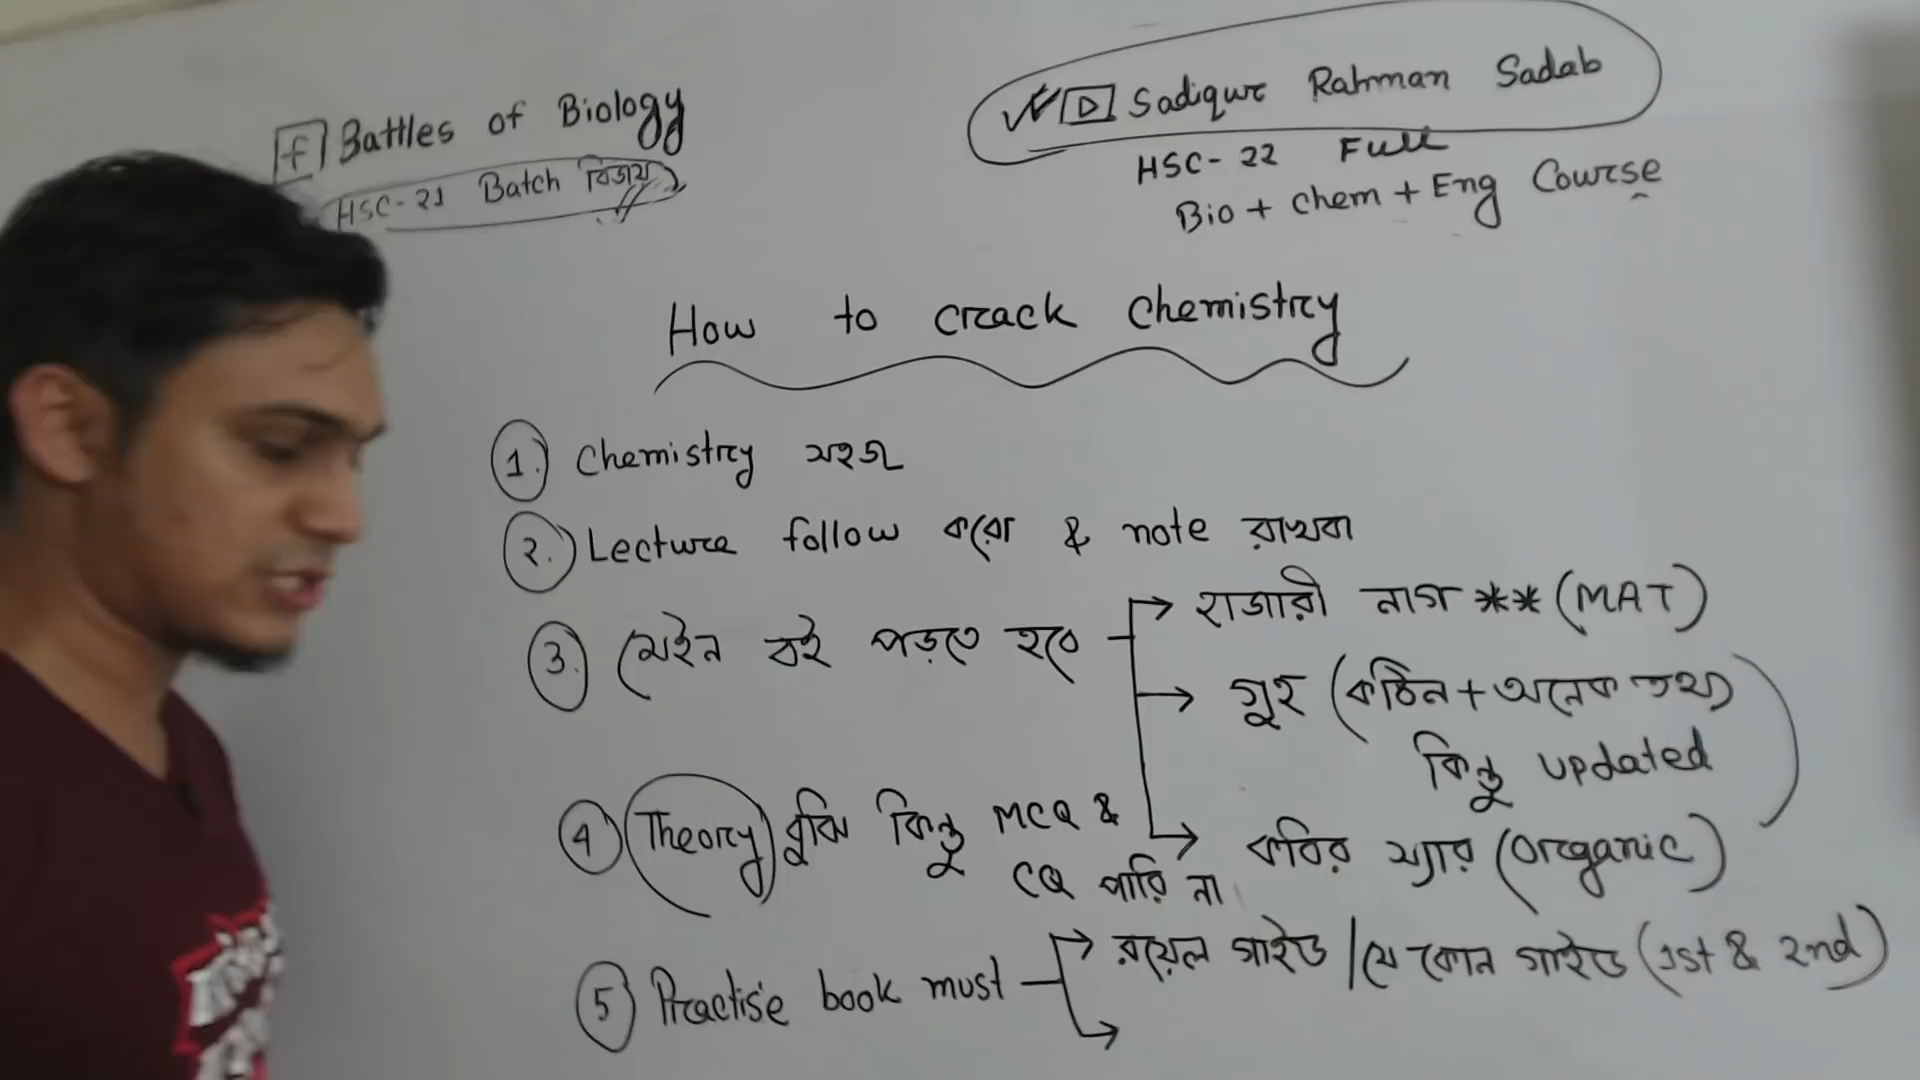 Battles of Biology
HSC-21 Batch বিজয়
Sadiqur Rahman Sadab
HSC-22 Full
Bio + Chem + Eng Course
How to crack Chemistry
1. Chemistry সহজ
2. Lecture follow করো & note রাখবা
3. মেইন বই পড়তে হবে
→ হাজারী নাগ ** (MAT)
→ গুহ (কঠিন + অনেক তথ্য
কিন্তু updated)
→ কবির স্যার (Organic)
4 Theory বুঝি কিন্তু MCQ &
CQ পারি না
5 Practise book must
→ রয়েল গাইড / যে কোন গাইড (1st & 2nd)
→